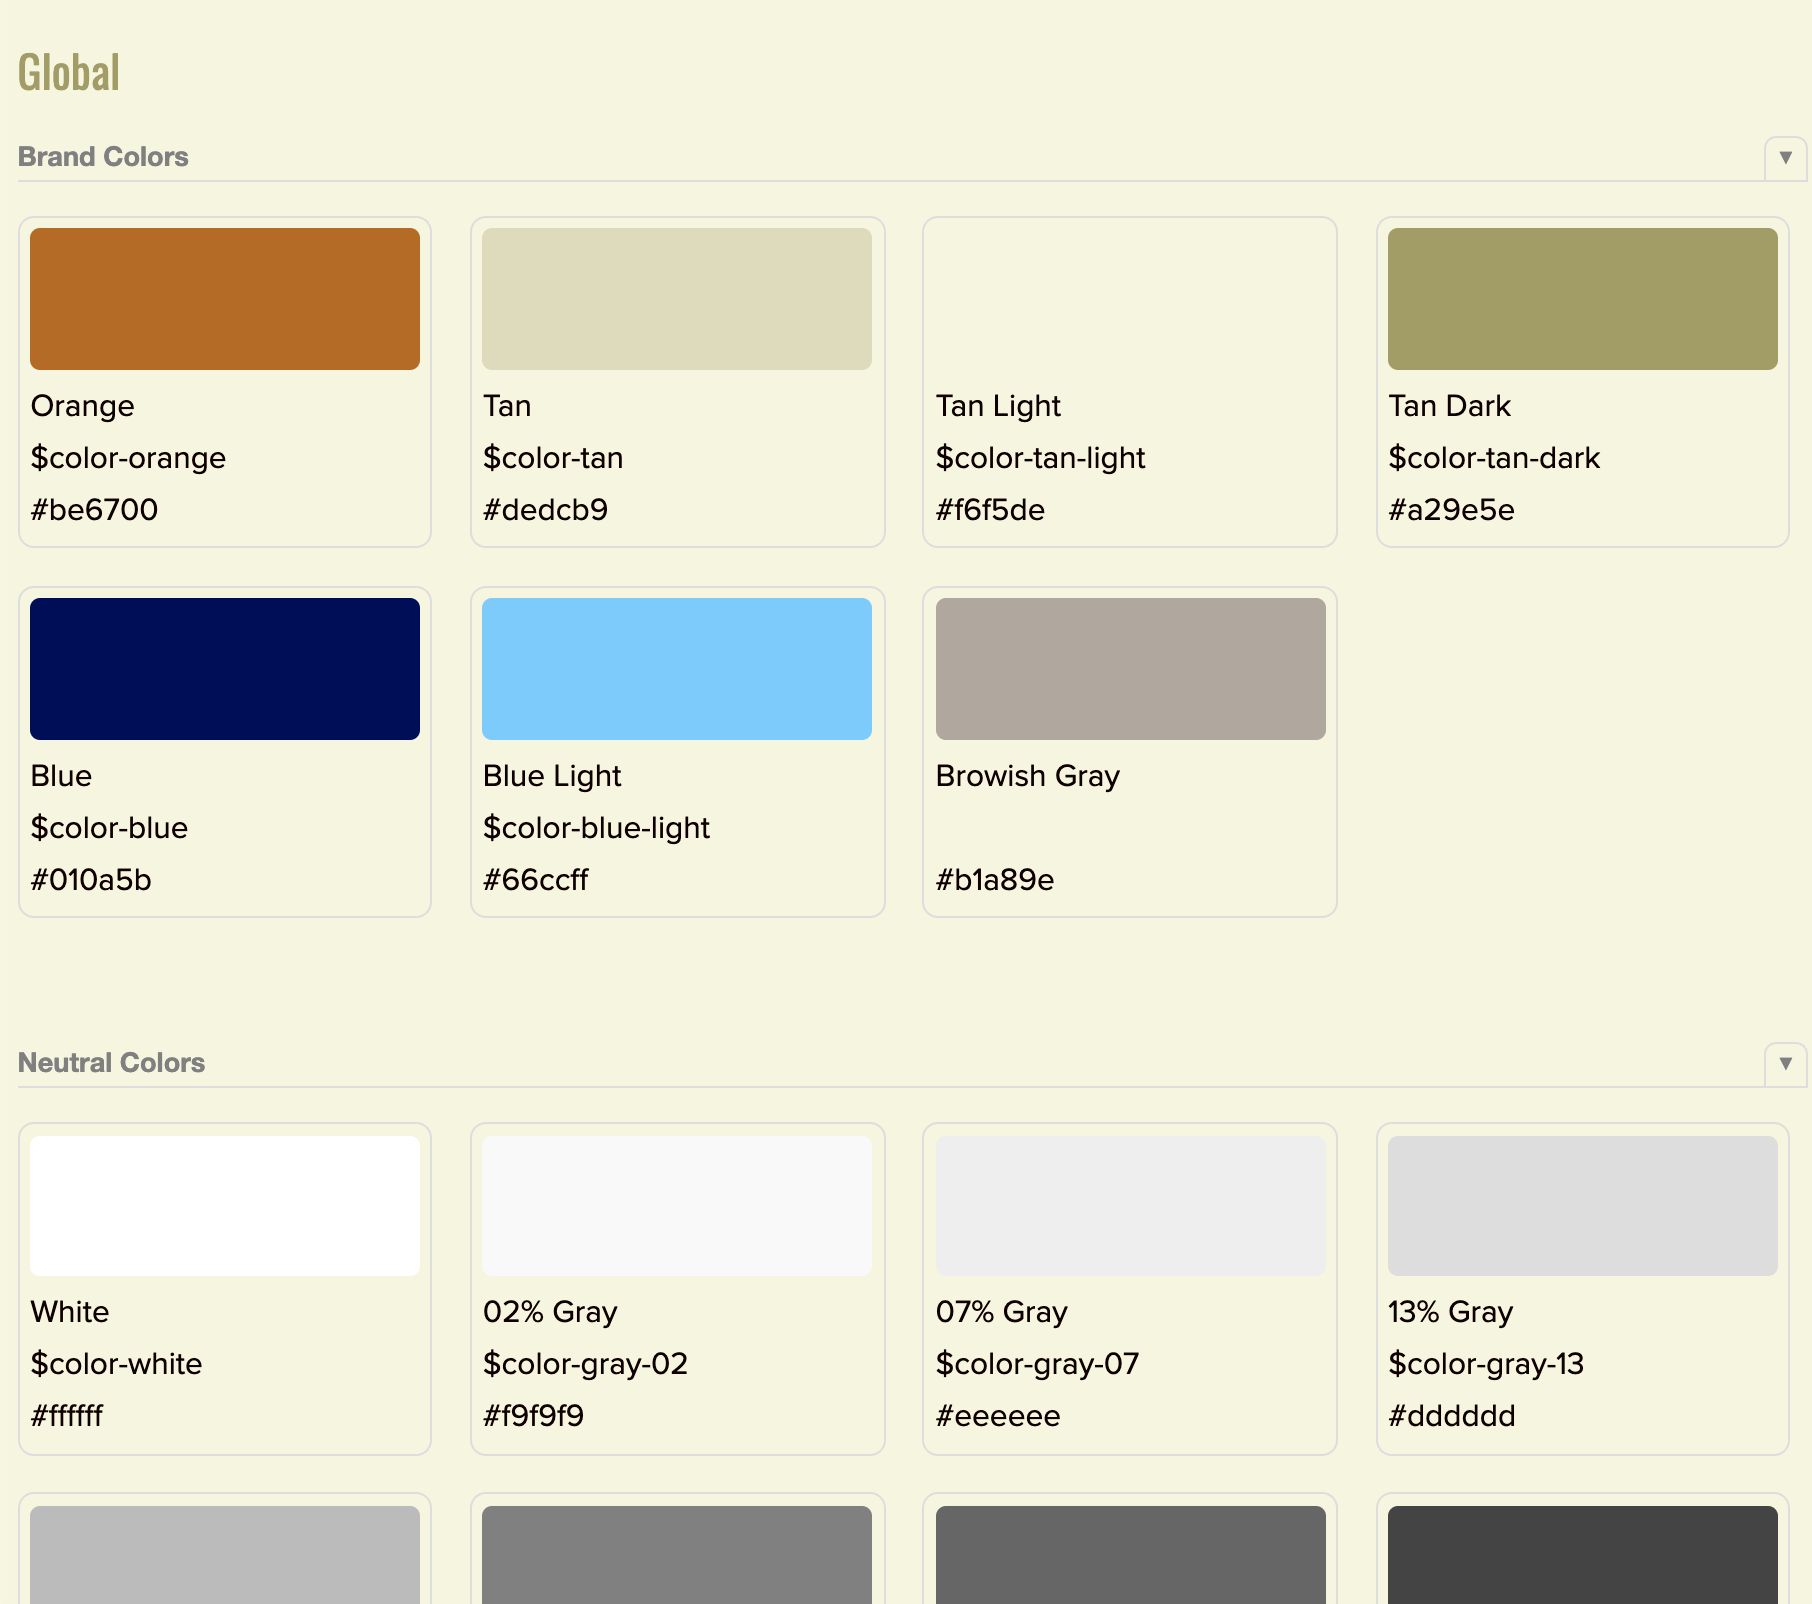 Global
Brand Colors
▼
Orange
$color-orange
#be6700
Tan
$color-tan
#dedcb9
Tan Light
$color-tan-light
#f6f5de
Tan Dark
$color-tan-dark
#a29e5e
Blue
$color-blue
#010a5b
Blue Light
$color-blue-light
#66ccff
Browish Gray
#b1a89e
Neutral Colors
▼
White
$color-white
#ffffff
02% Gray
$color-gray-02
#f9f9f9
07% Gray
$color-gray-07
#eeeeee
13% Gray
$color-gray-13
#dddddd